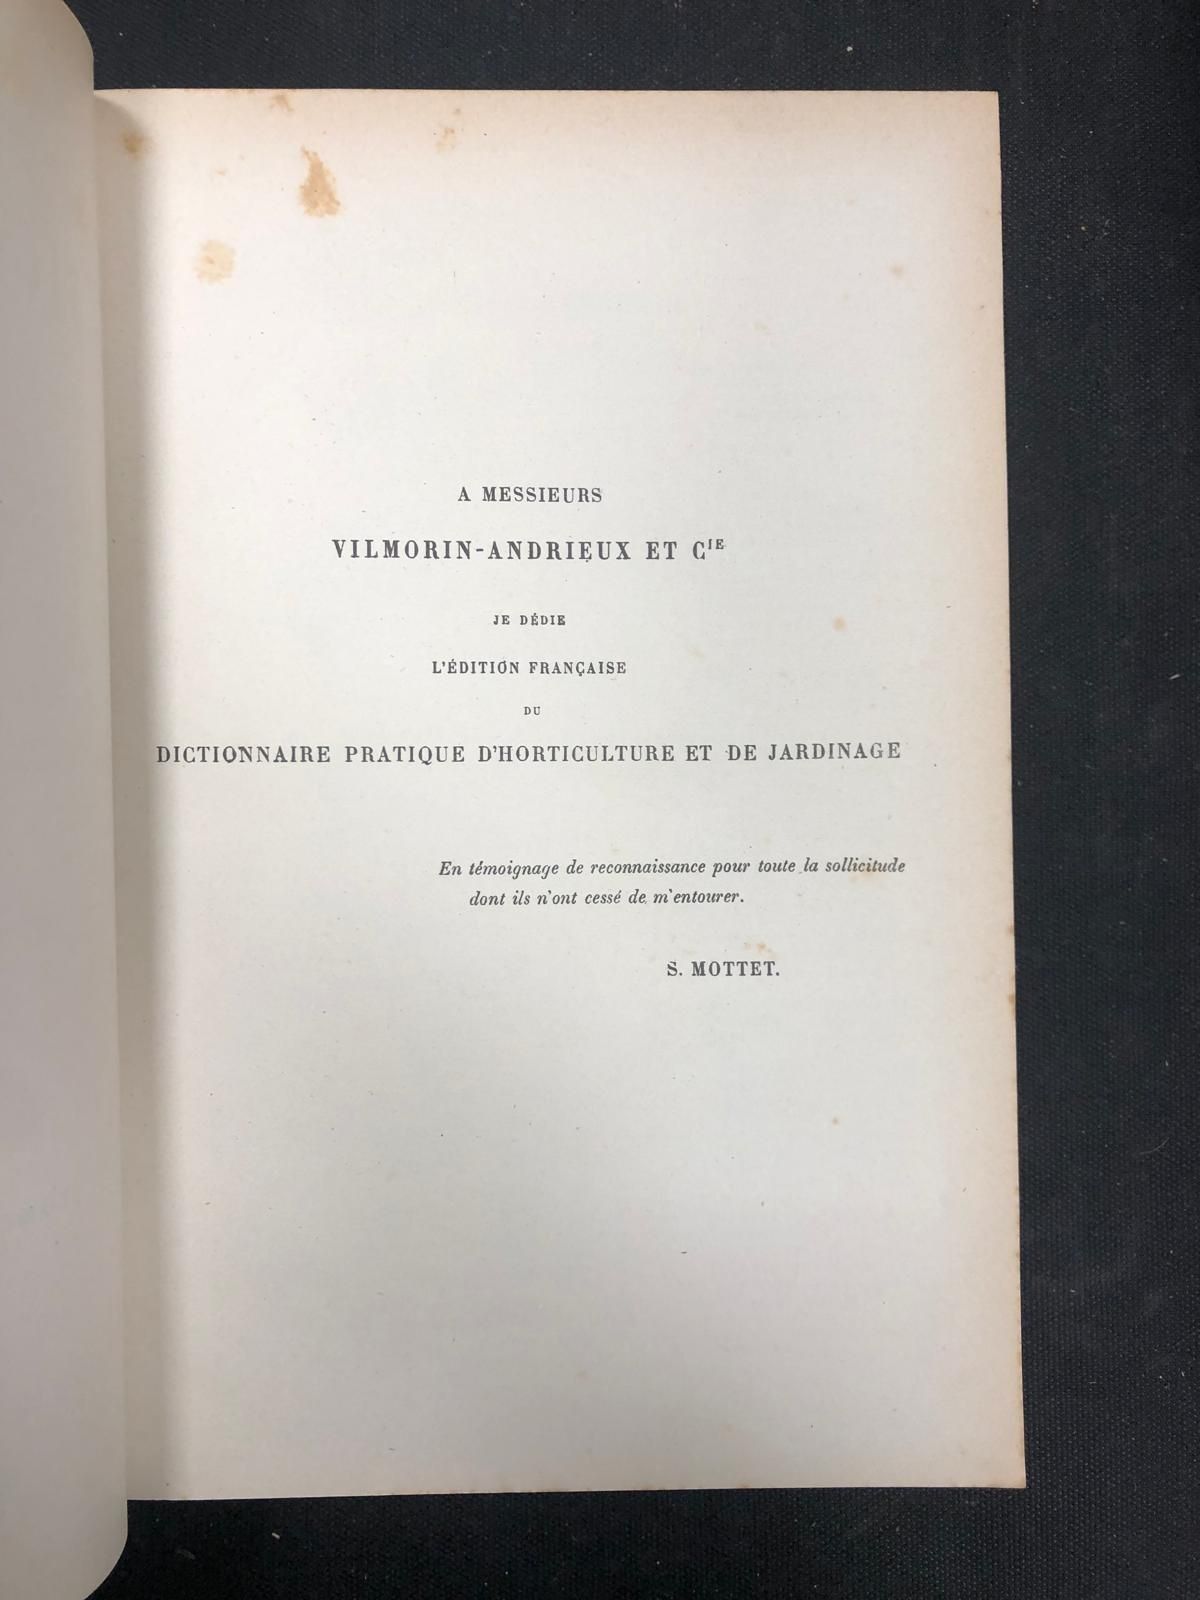 A MESSIEURS
VILMORIN-ANDRIEUX ET CIE
JE DÉDIE
L'ÉDITION FRANÇAISE
DU
DICTIONNAIRE PRATIQUE D'HORTICULTURE ET DE JARDINAGE
En témoignage de reconnaissance pour toute la sollicitude
dont ils n'ont cessé de m'entourer.
S. MOTTET.